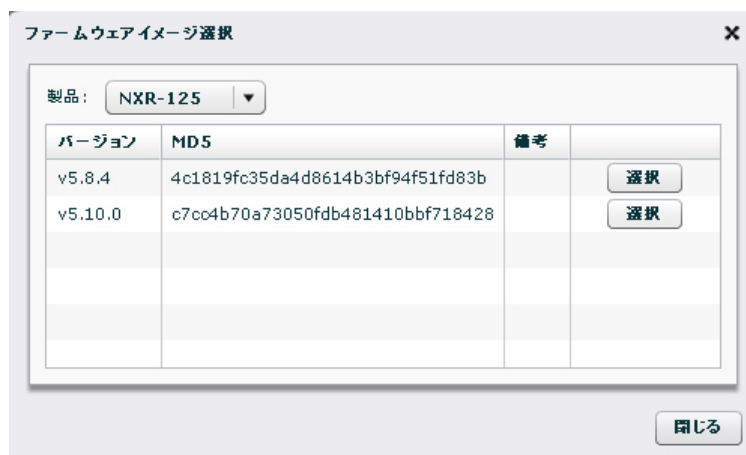 ファームウェアイメージ選択
製品: NXR-125
バージョン MD5 備考
v5.8.4 4c1819fc35da4d8614b3bf94f51fd83b 選択
v5.10.0 c7cc4b70a73050fdb481410bbf718428 選択
閉じる